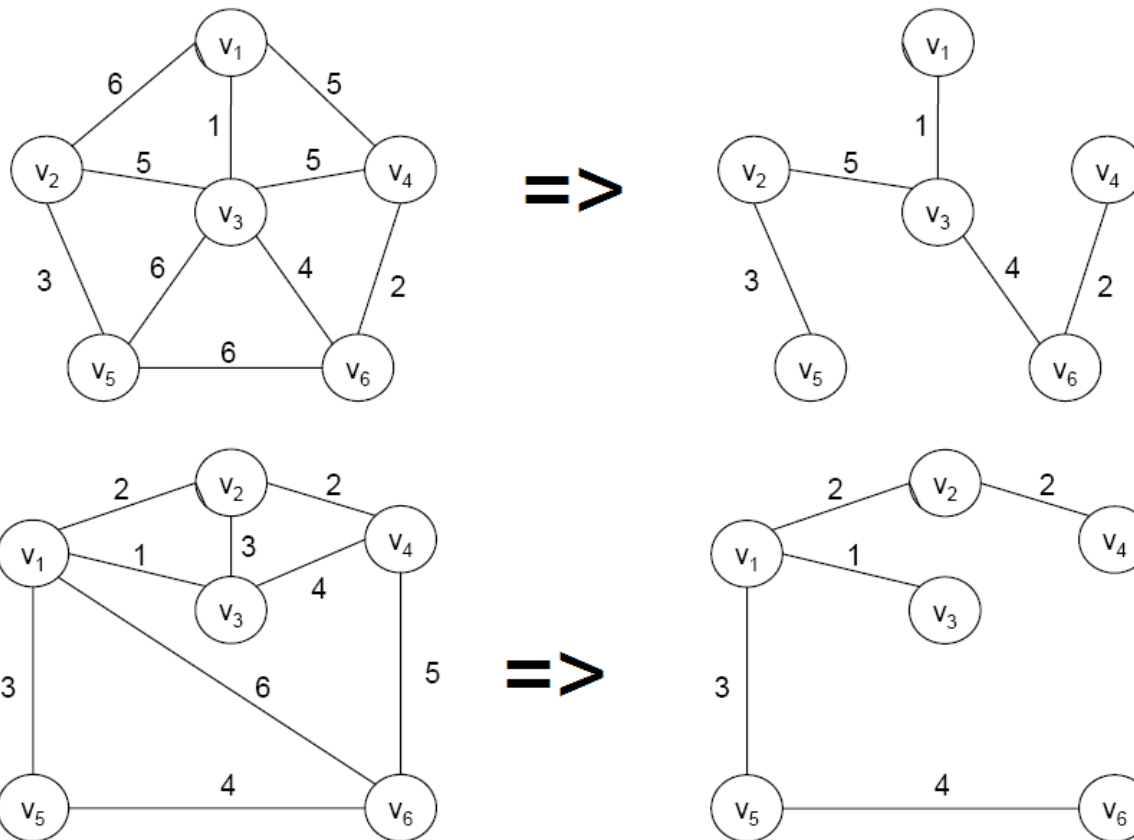 v₁ v₁
6 5
1 1
v₂ 5 5 v₄ => v₂ 5 v₄
v₃ v₃
3 6 4 2 3 4 2
6
v₅ v₆ v₅ v₆
v₂ v₂
2 2 2 2
v₁ 1 3 v₄ v₁ 1 v₄
4
v₃ v₃
3 6 5 => 3
4 4
v₅ v₆ v₅ v₆